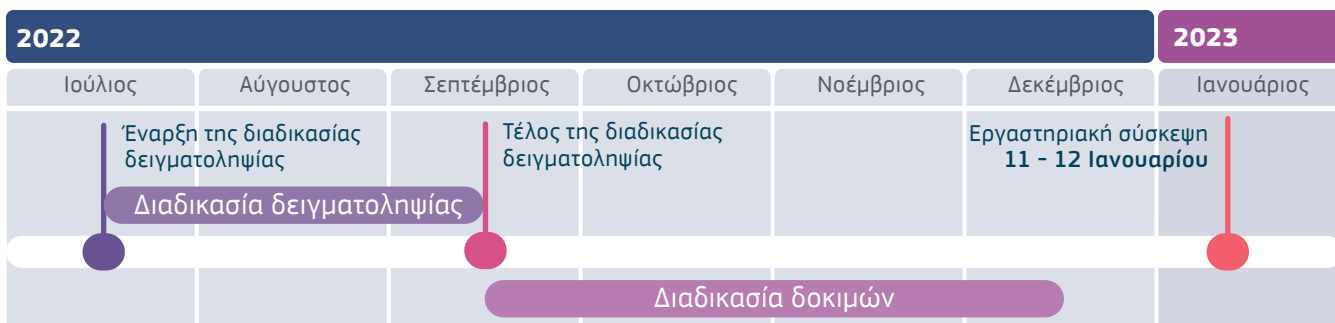 2022
2023
Ιούλιος
Αύγουστος
Σεπτέμβριος
Οκτώβριος
Νοέμβριος
Δεκέμβριος
Ιανουάριος
Έναρξη της διαδικασίας
δειγματοληψίας
Τέλος της διαδικασίας
δειγματοληψίας
Εργαστηριακή σύσκεψη
11 - 12 Ιανουαρίου
Διαδικασία δειγματοληψίας
Διαδικασία δοκιμών